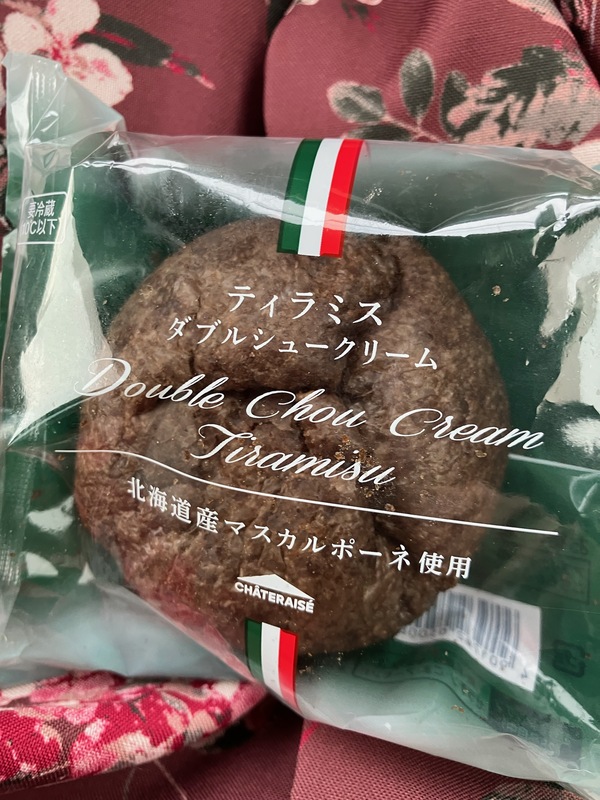 要冷蔵
10℃以下
ティラミス
ダブルシュークリーム
Double Chou Cream
Tiramisu
北海道産マスカルポーネ使用
CHÂTERAISÉ